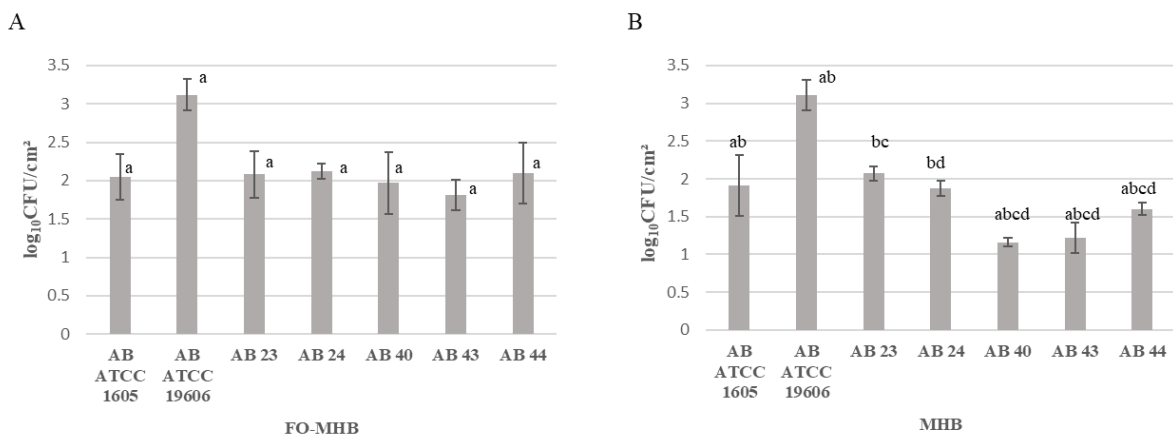 A
log₁₀CFU/cm²
3.5
3
2.5
2
1.5
1
0.5
0
a
a
a
a
a
a
a
AB
ATCC
1605
AB
ATCC
19606
AB 23
AB 24
AB 40
AB 43
AB 44
FO-MHB
B
log₁₀CFU/cm²
3.5
3
2.5
2
1.5
1
0.5
0
ab
ab
bc
bd
abcd
abcd
abcd
AB
ATCC
1605
AB
ATCC
19606
AB 23
AB 24
AB 40
AB 43
AB 44
MHB